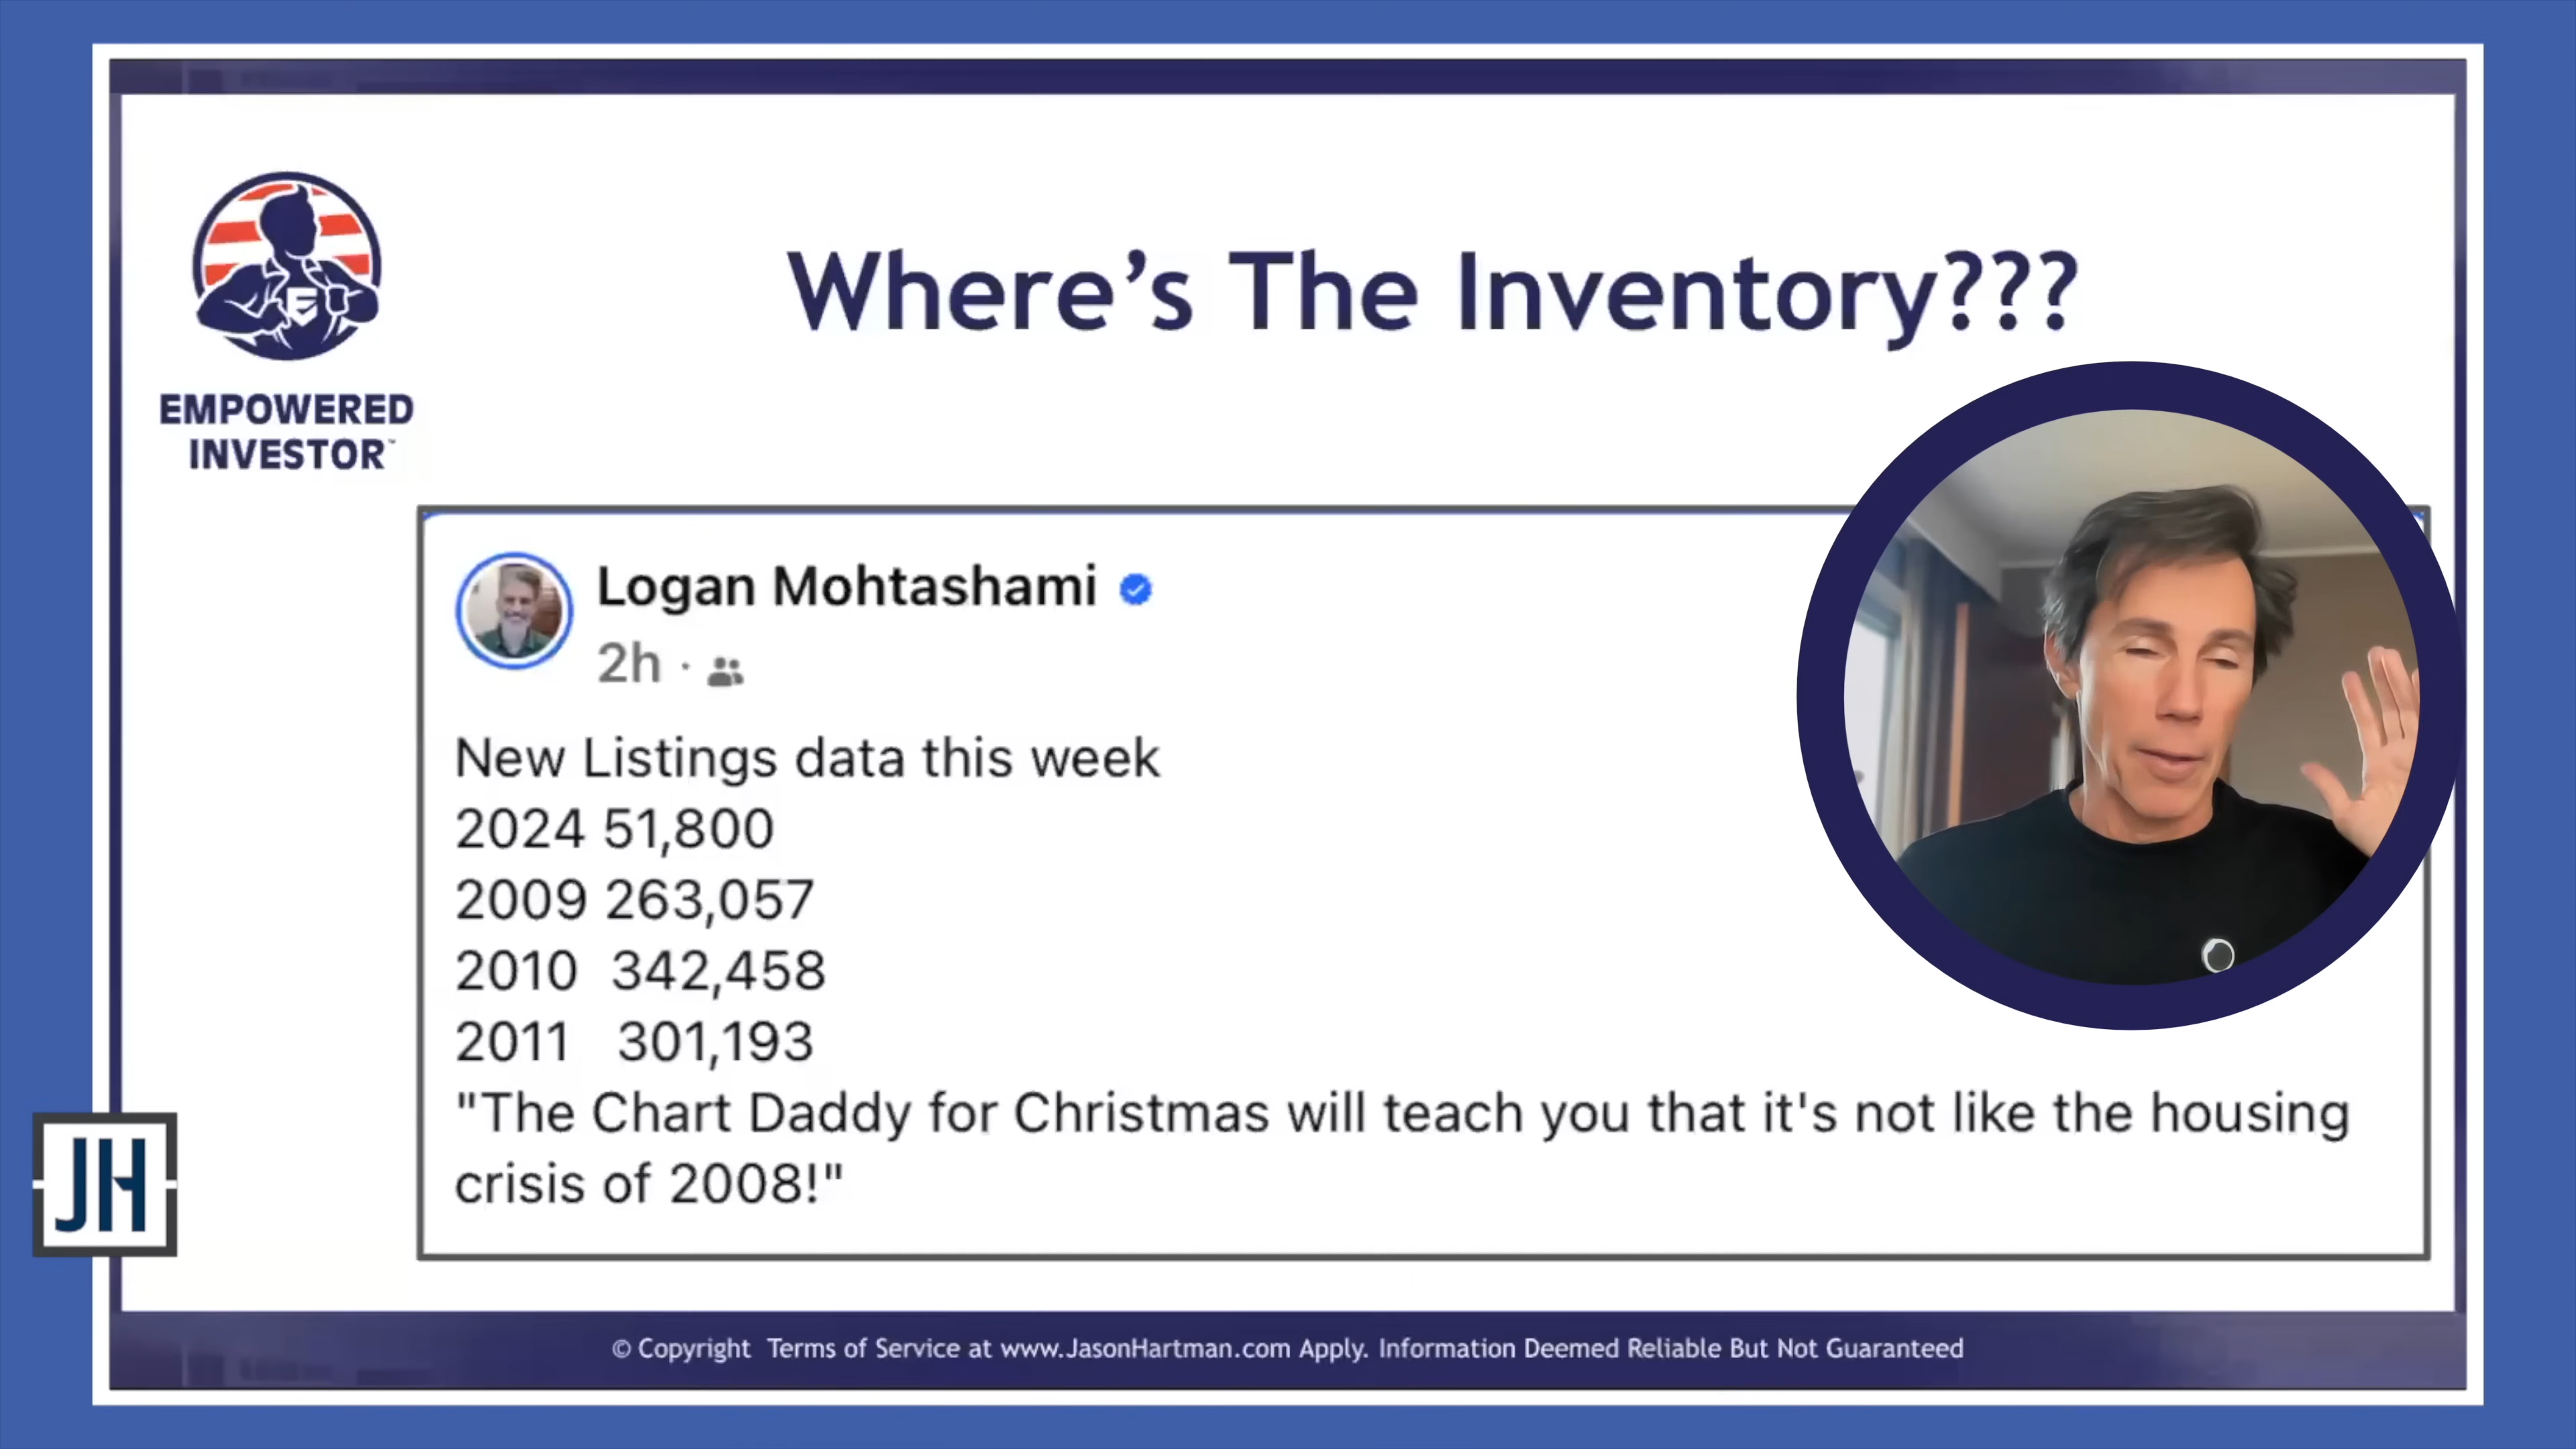 Where's The Inventory???
EMPOWERED
INVESTOR™
Logan Mohtashami
2h ·
New Listings data this week
2024 51,800
2009 263,057
2010 342,458
2011 301,193
"The Chart Daddy for Christmas will teach you that it's not like the housing
crisis of 2008!"
JH
© Copyright Terms of Service at www.JasonHartman.com Apply. Information Deemed Reliable But Not Guaranteed